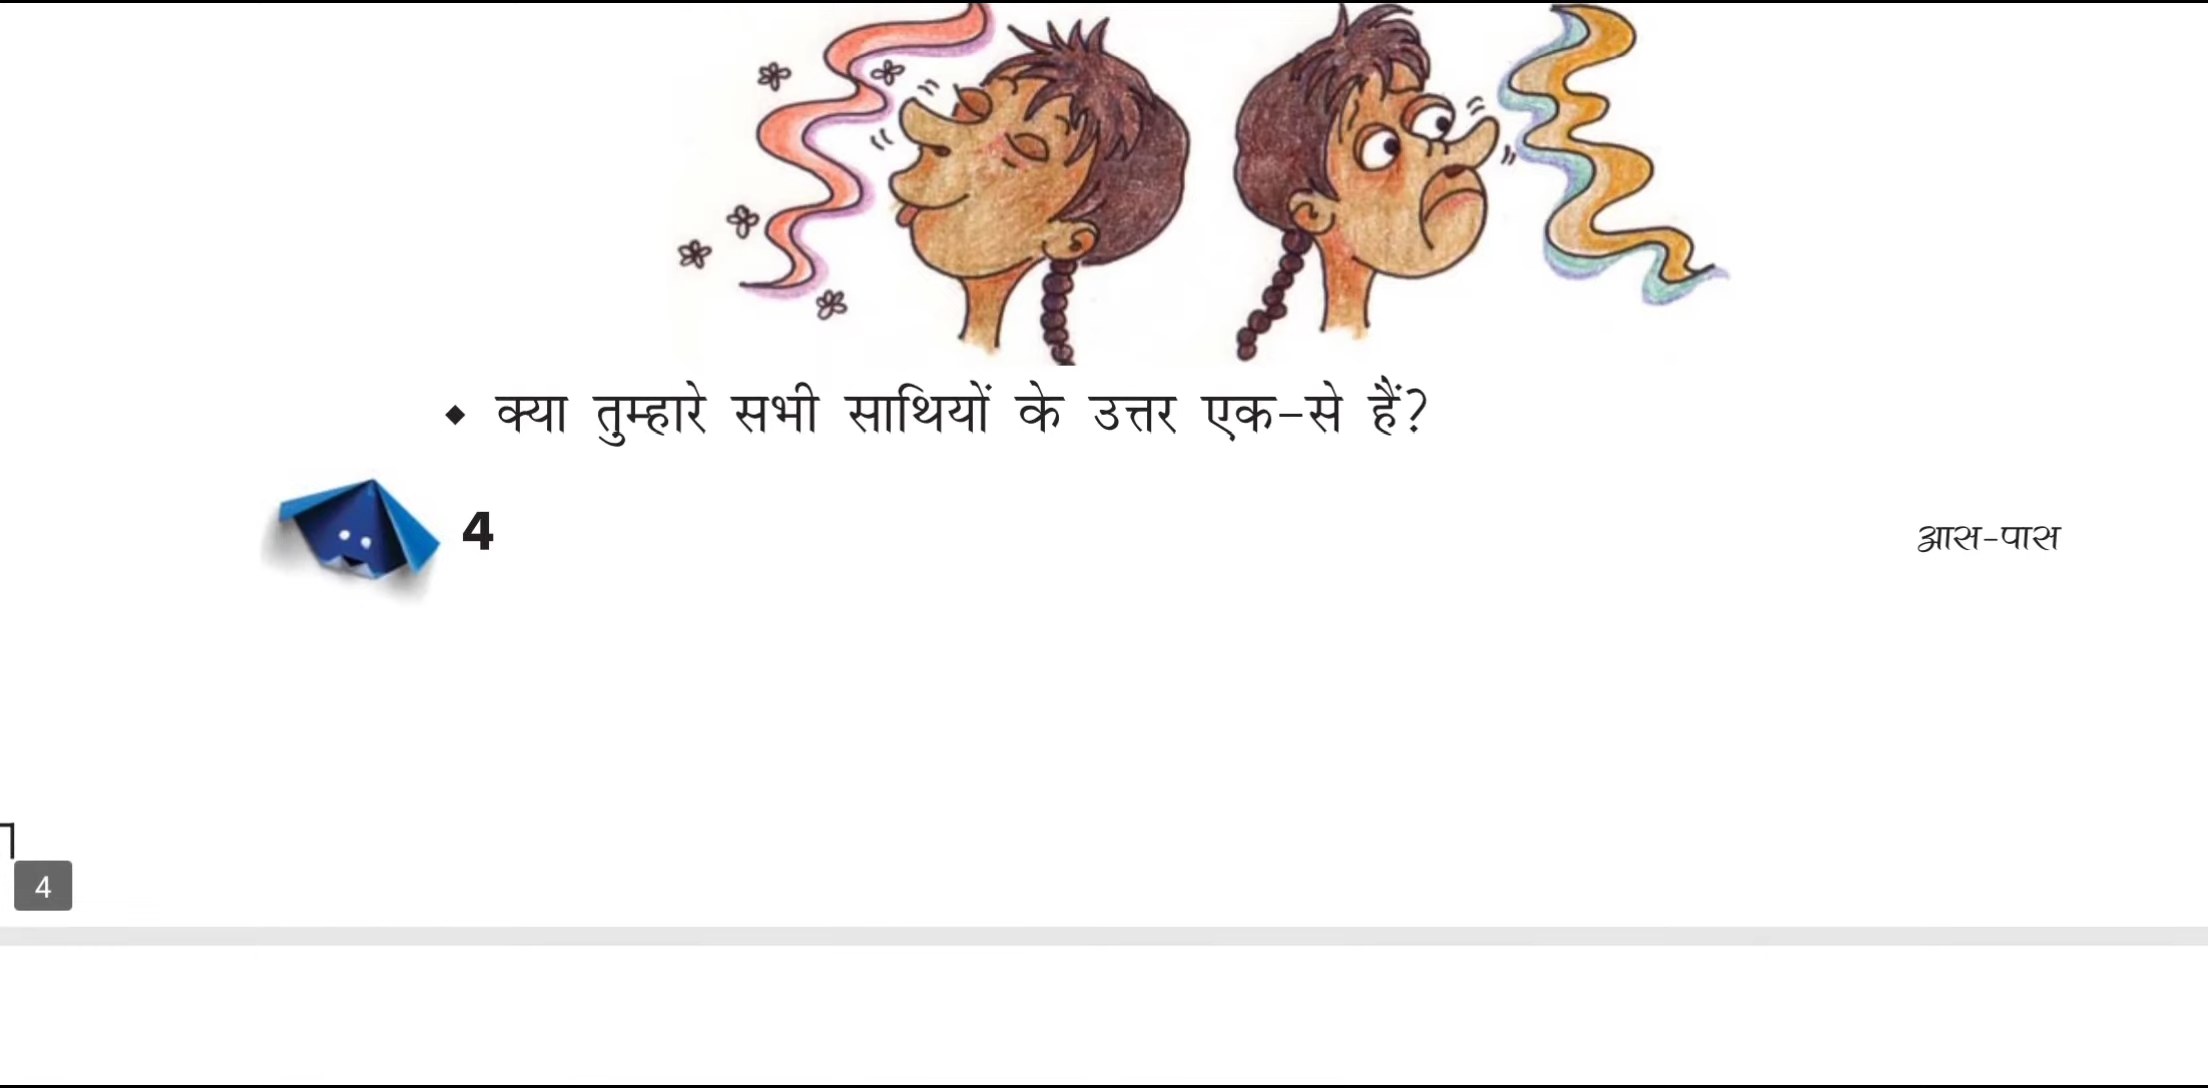 ◆ क्या तुम्हारे सभी साथियों के उत्तर एक-से हैं?
4
आस-पास
4